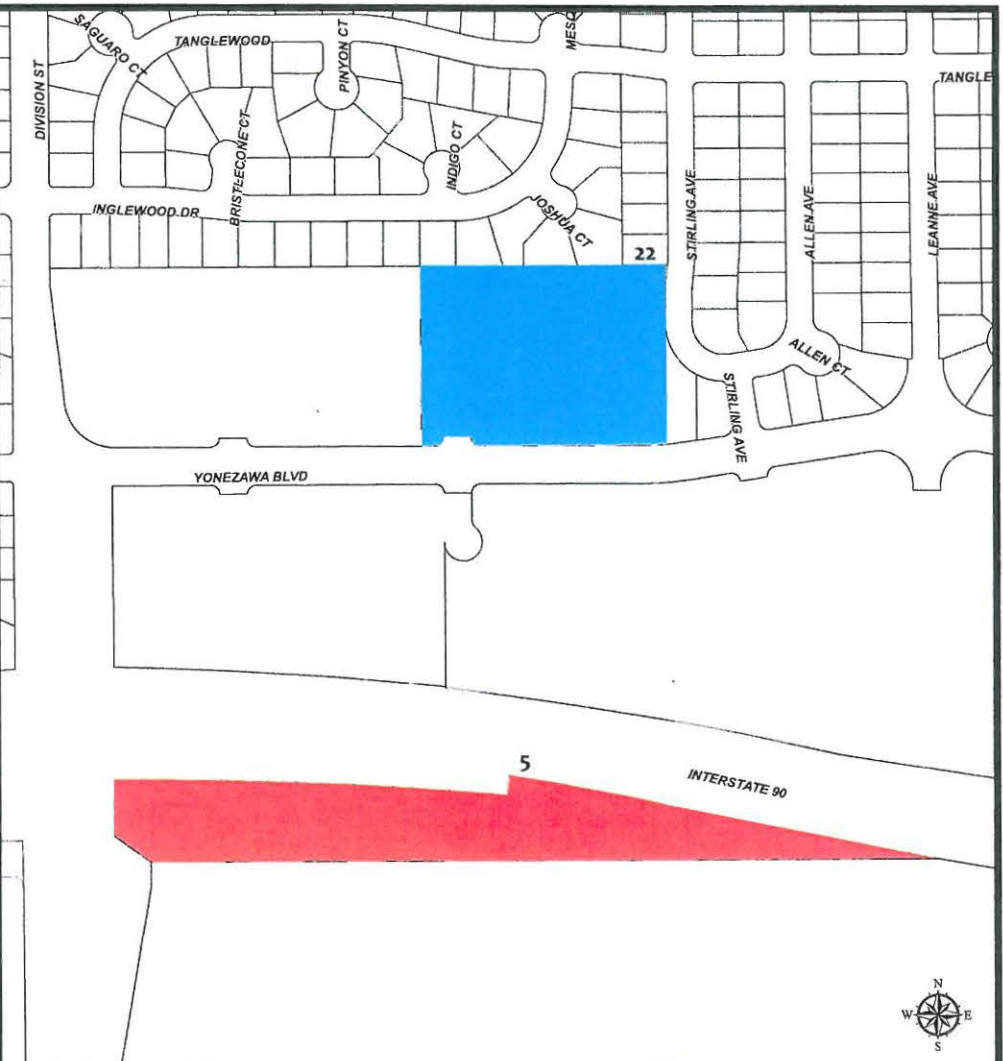 SAGUARO CT
TANGLEWOOD
PINYON CT
MESQ
TANGLE
DIVISION ST
BRISTLECONE CT
INDIGO CT
INGLEWOOD DR
JOSHUA CT
STIRLING AVE
ALLEN AVE
LEANNE AVE
22
ALLEN CT
STIRLING AVE
YONEZAWA BLVD
5
INTERSTATE 90
N
W E
S